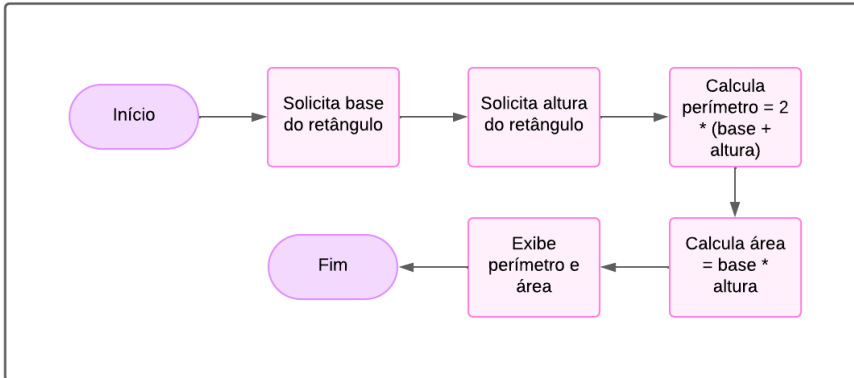 Início
Solicita base
do retângulo
Solicita altura
do retângulo
Calcula
perímetro = 2
* (base +
altura)
Calcula área
= base *
altura
Exibe
perímetro e
área
Fim